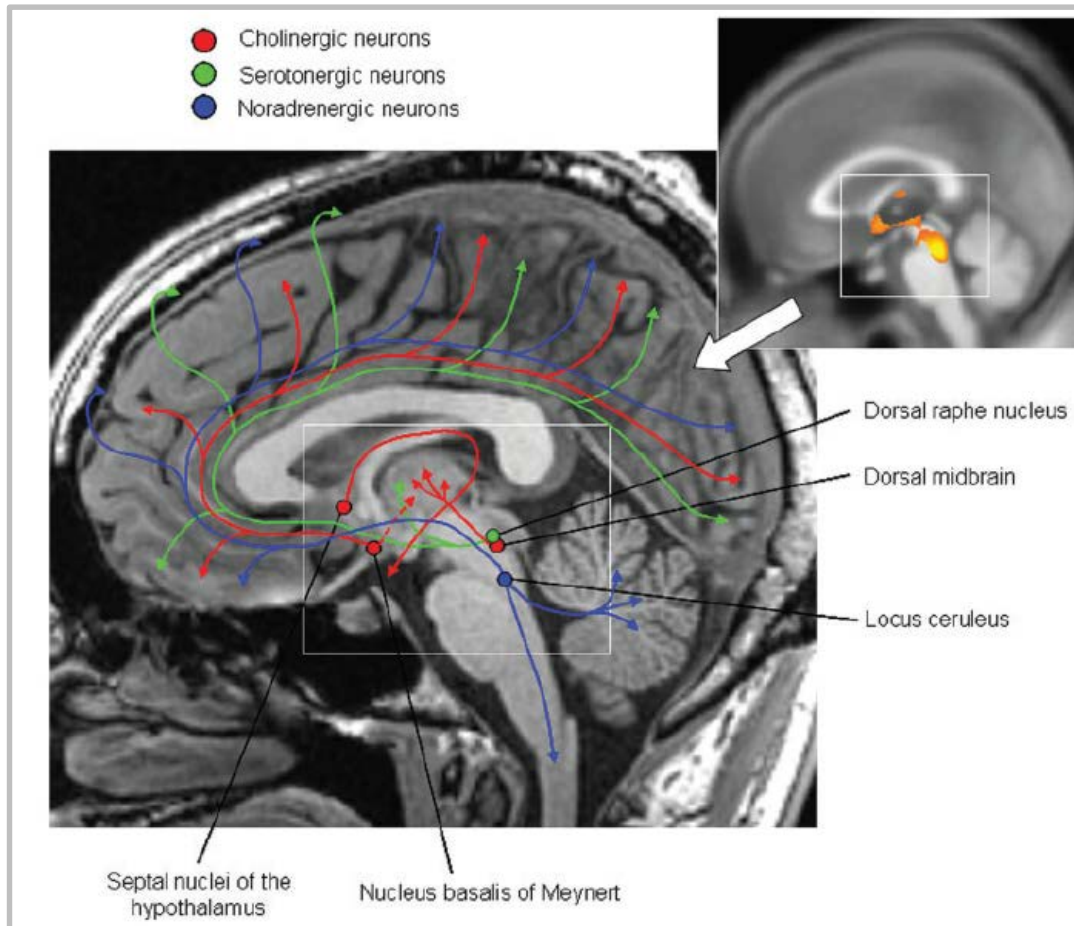 Cholinergic neurons
Serotonergic neurons
Noradrenergic neurons
Dorsal raphe nucleus
Dorsal midbrain
Locus ceruleus
Septal nuclei of the
hypothalamus
Nucleus basalis of Meynert